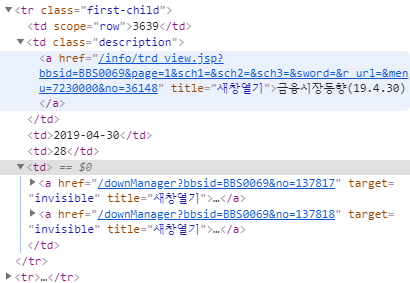 ▼<tr class="first-child">
<td scope="row">3639</td>
▼<td class="description">
<a href="/info/trd_view.jsp?
bbsid=BBS0069&page=1&sch1=&sch2=&sch3=&sword=&r_url=&men
u=7230000&no=36148" title="새창열기">금융시장동향(19.4.30)
</a>
</td>
<td>2019-04-30</td>
<td>28</td>
▼<td> == $0
▶<a href="/downManager?bbsid=BBS0069&no=137817" target=
"invisible" title="새창열기">…</a>
▶<a href="/downManager?bbsid=BBS0069&no=137818" target=
"invisible" title="새창열기">…</a>
</td>
</tr>
▶<tr>…</tr>